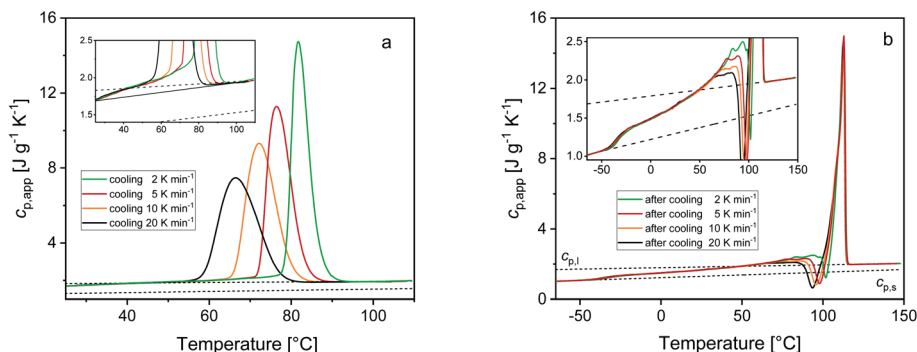 16
12
8
4
c p,app [J g⁻¹ K⁻¹]
a
2.5
2.0
1.5
40 60 80 100
cooling 2 K min⁻¹
cooling 5 K min⁻¹
cooling 10 K min⁻¹
cooling 20 K min⁻¹
40 60 80 100
Temperature [°C]
16
12
8
4
0
c p,app [J g⁻¹ K⁻¹]
b
2.5
2.0
1.5
1.0
-50 0 50 100 150
after cooling 2 K min⁻¹
after cooling 5 K min⁻¹
after cooling 10 K min⁻¹
after cooling 20 K min⁻¹
c p,l
c p,s
-50 0 50 100 150
Temperature [°C]